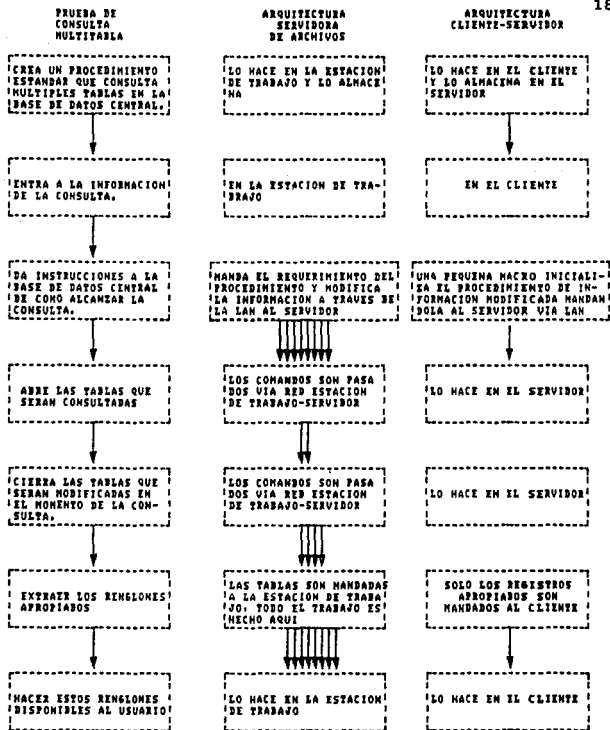 18
PRUEBA DE
CONSULTA
MULTITABLA
ARQUITECTURA
SERVIDORA
DE ARCHIVOS
ARQUITECTURA
CLIENTE-SERVIDOR
CREA UN PROCEDIMIENTO
ESTANDAR QUE CONSULTA
MULTIPLES TABLAS EN LA
BASE DE DATOS CENTRAL.
LO HACE EN LA ESTACION
DE TRABAJO Y LO ALMACE
NA
LO HACE EN EL CLIENTE
Y LO ALMACENA EN EL
SERVIDOR
ENTRA A LA INFORMACION
DE LA CONSULTA.
EN LA ESTACION DE TRA-
BRAJO
EN EL CLIENTE
DA INSTRUCCIONES A LA
BASE DE DATOS CENTRAL
DE COMO ALCANZAR LA
CONSULTA.
MANDA EL REQUERIMIENTO DEL
PROCEDIMIENTO Y MODIFICA
LA INFORMACION A TRAVES DE
LA LAN AL SERVIDOR
UNA PEQUENA MACRO INICIALI-
ZA EL PROCEDIMIENTO DE IN-
FORMACION MODIFICADA MANDAN
DOLA AL SERVIDOR VIA LAN
ABRE LAS TABLAS QUE
SERAN CONSULTADAS
LOS COMANDOS SON PASA
DOS VIA RED ESTACION
DE TRABAJO-SERVIDOR
LO HACE EN EL SERVIDOR
CIERRA LAS TABLAS QUE
SERAN MODIFICADAS EN
EL MOMENTO DE LA CON-
SULTA.
LOS COMANDOS SON PASA
DOS VIA RED ESTACION
DE TRABAJO-SERVIDOR
LO HACE EN EL SERVIDOR
EXTRAER LOS RENGLONES
APROPIADOS
LAS TABLAS SON MANDADAS
A LA ESTACION DE TRABA
JO. TODO EL TRABAJO ES
HECHO AQUI
SOLO LOS REGISTROS
APROPIADOS SON
MANDADOS AL CLIENTE
HACER ESTOS RENGLONES
DISPONIBLES AL USUARIO
LO HACE EN LA ESTACION
DE TRABAJO
LO HACE EN EL CLIENTE